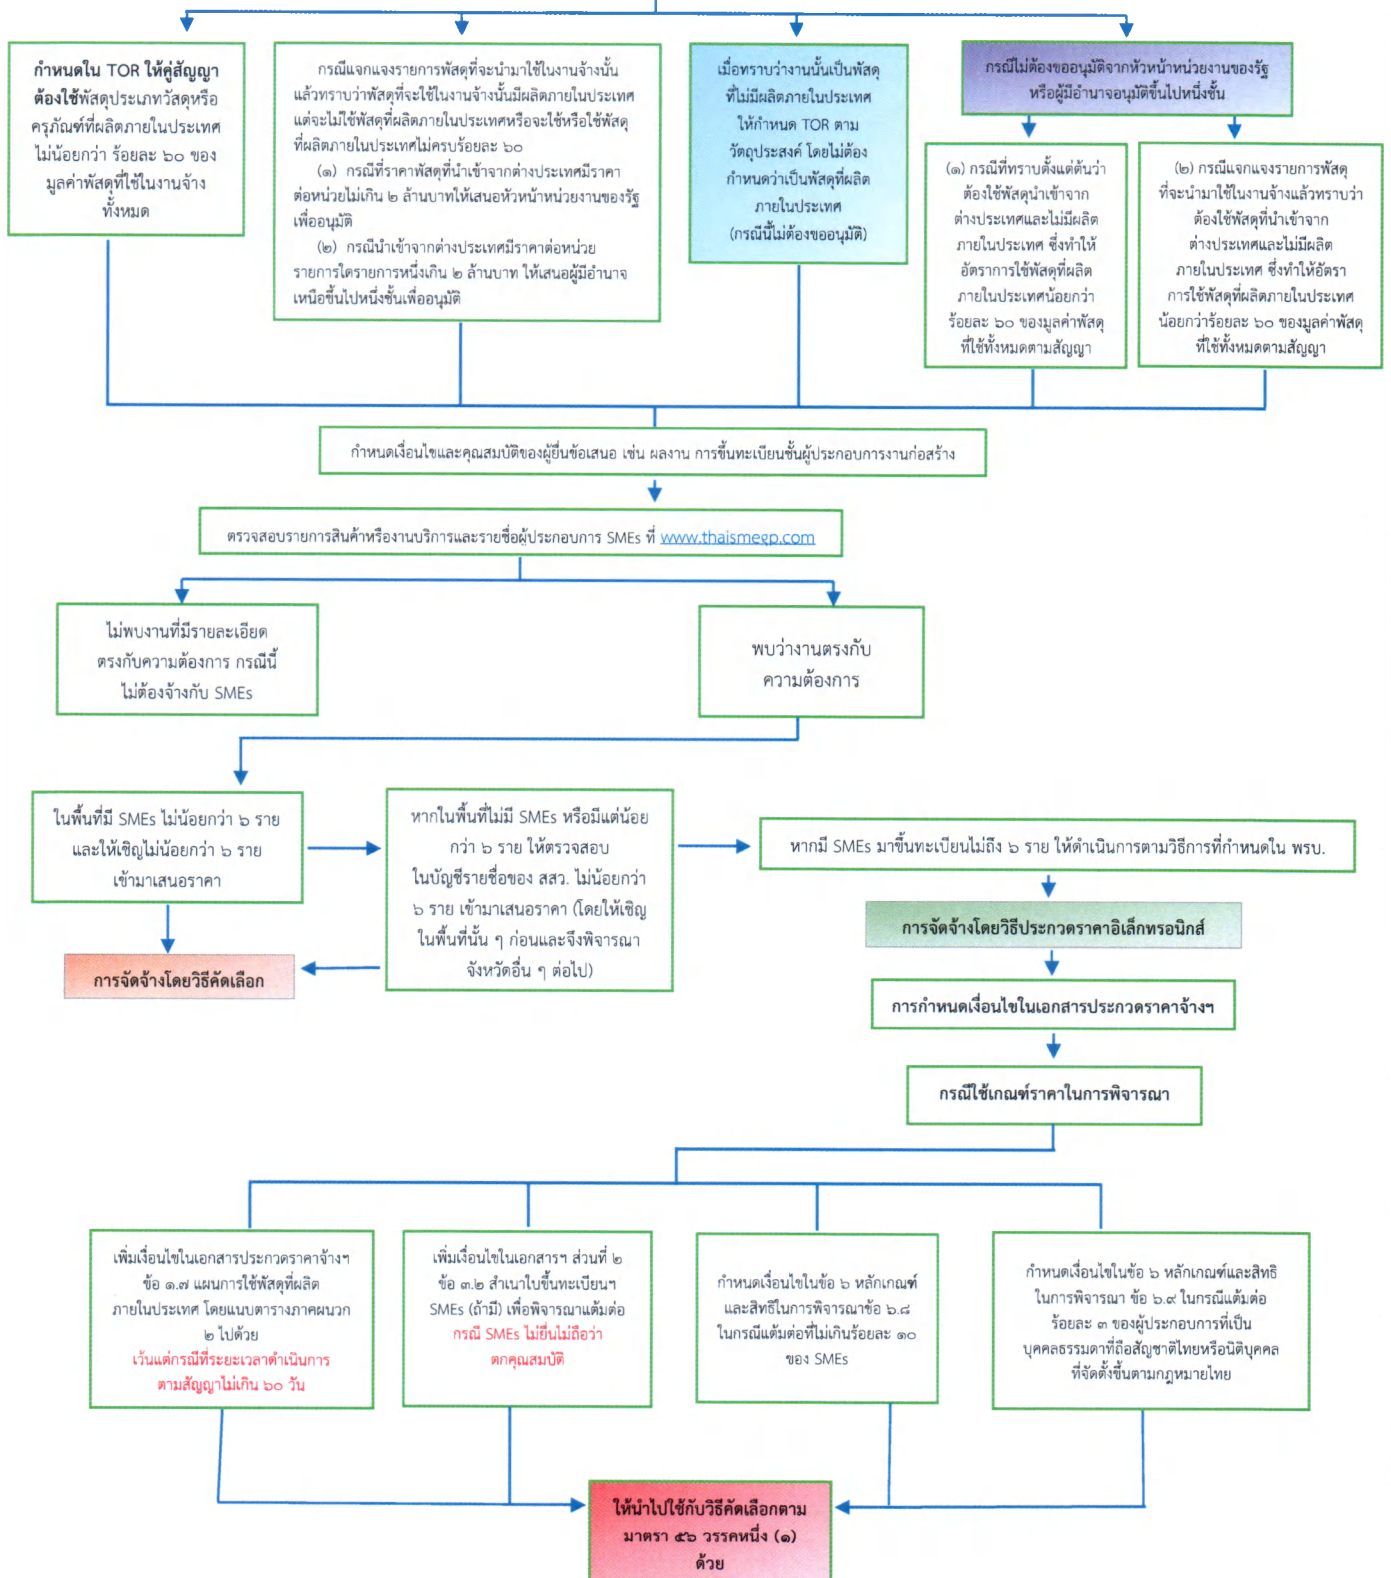 กำหนดใน TOR ให้คู่สัญญา
ต้องใช้พัสดุประเภทวัสดุหรือ
ครุภัณฑ์ที่ผลิตภายในประเทศ
ไม่น้อยกว่า ร้อยละ ๖๐ ของ
มูลค่าพัสดุที่ใช้ในงานจ้าง
ทั้งหมด
กรณีแจกแจงรายการพัสดุที่จะนำมาใช้ในงานจ้างนั้น
แล้วทราบว่าพัสดุที่จะใช้ในงานจ้างนั้นมีผลิตภายในประเทศ
แต่จะไม่ใช้พัสดุที่ผลิตภายในประเทศหรือจะใช้หรือใช้พัสดุ
ที่ผลิตภายในประเทศไม่ครบร้อยละ ๖๐
(๑) กรณีที่ราคาพัสดุที่นำเข้าจากต่างประเทศมีราคา
ต่อหน่วยไม่เกิน ๒ ล้านบาทให้เสนอหัวหน้าหน่วยงานของรัฐ
เพื่ออนุมัติ
(๒) กรณีนำเข้าจากต่างประเทศมีราคาต่อหน่วย
รายการใดรายการหนึ่งเกิน ๒ ล้านบาท ให้เสนอผู้มีอำนาจ
เหนือขึ้นไปหนึ่งชั้นเพื่ออนุมัติ
เมื่อทราบว่างานนั้นเป็นพัสดุ
ที่ไม่มีผลิตภายในประเทศ
ให้กำหนด TOR ตาม
วัตถุประสงค์ โดยไม่ต้อง
กำหนดว่าเป็นพัสดุที่ผลิต
ภายในประเทศ
(กรณีนี้ไม่ต้องขออนุมัติ)
กรณีไม่ต้องขออนุมัติจากหัวหน้าหน่วยงานของรัฐ
หรือผู้มีอำนาจอนุมัติขึ้นไปหนึ่งชั้น
(๑) กรณีที่ทราบตั้งแต่ต้นว่า
ต้องใช้พัสดุนำเข้าจาก
ต่างประเทศและไม่มีผลิต
ภายในประเทศ ซึ่งทำให้
อัตราการใช้พัสดุที่ผลิต
ภายในประเทศน้อยกว่า
ร้อยละ ๖๐ ของมูลค่าพัสดุ
ที่ใช้ทั้งหมดตามสัญญา
(๒) กรณีแจกแจงรายการพัสดุ
ที่จะนำมาใช้ในงานจ้างแล้วทราบว่า
ต้องใช้พัสดุที่นำเข้าจาก
ต่างประเทศและไม่มีผลิต
ภายในประเทศ ซึ่งทำให้อัตรา
การใช้พัสดุที่ผลิตภายในประเทศ
น้อยกว่าร้อยละ ๖๐ ของมูลค่าพัสดุ
ที่ใช้ทั้งหมดตามสัญญา
กำหนดเงื่อนไขและคุณสมบัติของผู้ยื่นข้อเสนอ เช่น ผลงาน การขึ้นทะเบียนชั้นผู้ประกอบการงานก่อสร้าง
ตรวจสอบรายการสินค้าหรืองานบริการและรายชื่อผู้ประกอบการ SMEs ที่ www.thaismegp.com
ไม่พบงานที่มีรายละเอียด
ตรงกับความต้องการ กรณีนี้
ไม่ต้องจ้างกับ SMEs
พบว่างานตรงกับ
ความต้องการ
ในพื้นที่มี SMEs ไม่น้อยกว่า ๖ ราย
และให้เชิญไม่น้อยกว่า ๖ ราย
เข้ามาเสนอราคา
หากในพื้นที่ไม่มี SMEs หรือมีแต่น้อย
กว่า ๖ ราย ให้ตรวจสอบ
ในบัญชีรายชื่อของ สสว. ไม่น้อยกว่า
๖ ราย เข้ามาเสนอราคา (โดยให้เชิญ
ในพื้นที่นั้น ๆ ก่อนและจึงพิจารณา
จังหวัดอื่น ๆ ต่อไป)
หากมี SMEs มาขึ้นทะเบียนไม่ถึง ๖ ราย ให้ดำเนินการตามวิธีการที่กำหนดใน พรบ.
การจัดจ้างโดยวิธีคัดเลือก
การจัดจ้างโดยวิธีประกวดราคาอิเล็กทรอนิกส์
การกำหนดเงื่อนไขในเอกสารประกวดราคาจ้างฯ
กรณีใช้เกณฑ์ราคาในการพิจารณา
เพิ่มเงื่อนไขในเอกสารประกวดราคาจ้างฯ
ข้อ ๑.๗ แผนการใช้พัสดุที่ผลิต
ภายในประเทศ โดยแนบตารางภาคผนวก
๒ ไปด้วย
เว้นแต่กรณีที่ระยะเวลาดำเนินการ
ตามสัญญาไม่เกิน ๖๐ วัน
เพิ่มเงื่อนไขในเอกสารฯ ส่วนที่ ๒
ข้อ ๓.๒ สำเนาใบขึ้นทะเบียนฯ
SMEs (ถ้ามี) เพื่อพิจารณาแต้มต่อ
กรณี SMEs ไม่ยื่นไม่ถือว่า
ตกคุณสมบัติ
กำหนดเงื่อนไขในข้อ ๖ หลักเกณฑ์
และสิทธิในการพิจารณาข้อ ๖.๘
ในกรณีแต้มต่อที่ไม่เกินร้อยละ ๑๐
ของ SMEs
กำหนดเงื่อนไขในข้อ ๖ หลักเกณฑ์และสิทธิ
ในการพิจารณา ข้อ ๖.๙ ในกรณีแต้มต่อ
ร้อยละ ๓ ของผู้ประกอบการที่เป็น
บุคคลธรรมดาที่ถือสัญชาติไทยหรือนิติบุคคล
ที่จัดตั้งขึ้นตามกฎหมายไทย
ให้นำไปใช้กับวิธีคัดเลือกตาม
มาตรา ๕๖ วรรคหนึ่ง (๑)
ด้วย